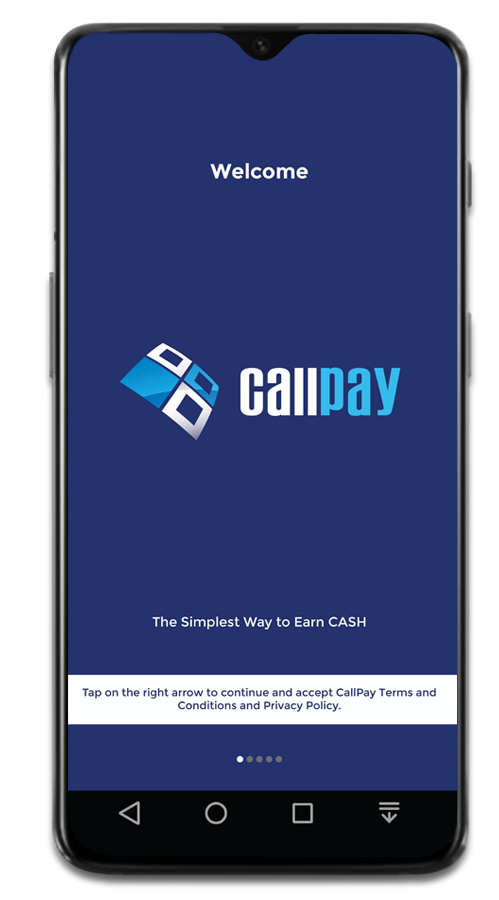 Welcome
callpay
The Simplest Way to Earn CASH
Tap on the right arrow to continue and accept CallPay Terms and
Conditions and Privacy Policy.